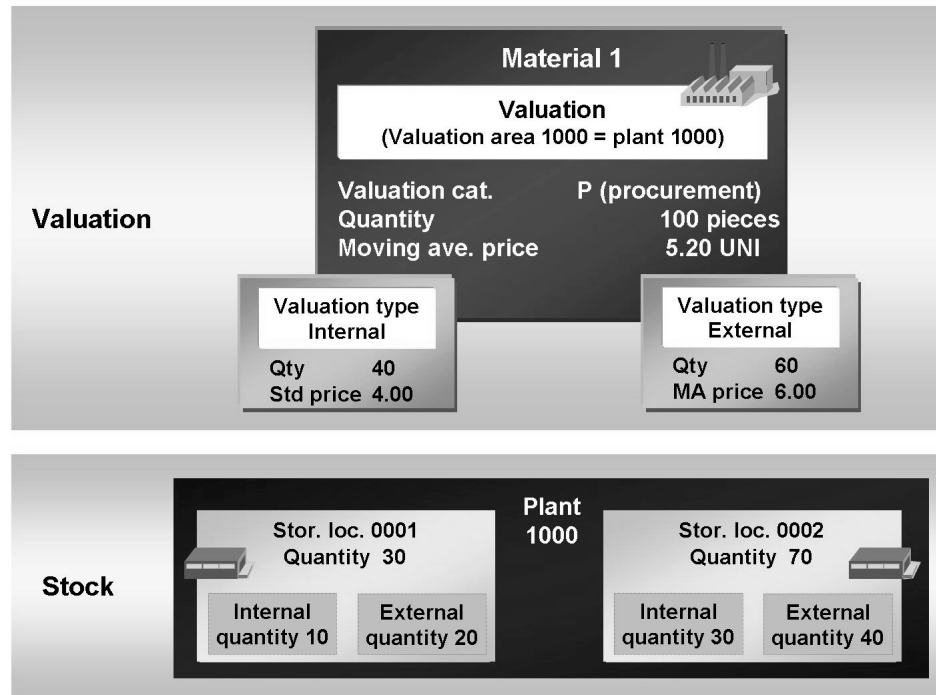 Valuation
Material 1
Valuation
(Valuation area 1000 = plant 1000)
Valuation cat. P (procurement)
Quantity 100 pieces
Moving ave. price 5.20 UNI
Valuation type
Internal
Qty 40
Std price 4.00
Valuation type
External
Qty 60
MA price 6.00
Stock
Plant
1000
Stor. loc. 0001
Quantity 30
Internal
quantity 10
External
quantity 20
Stor. loc. 0002
Quantity 70
Internal
quantity 30
External
quantity 40